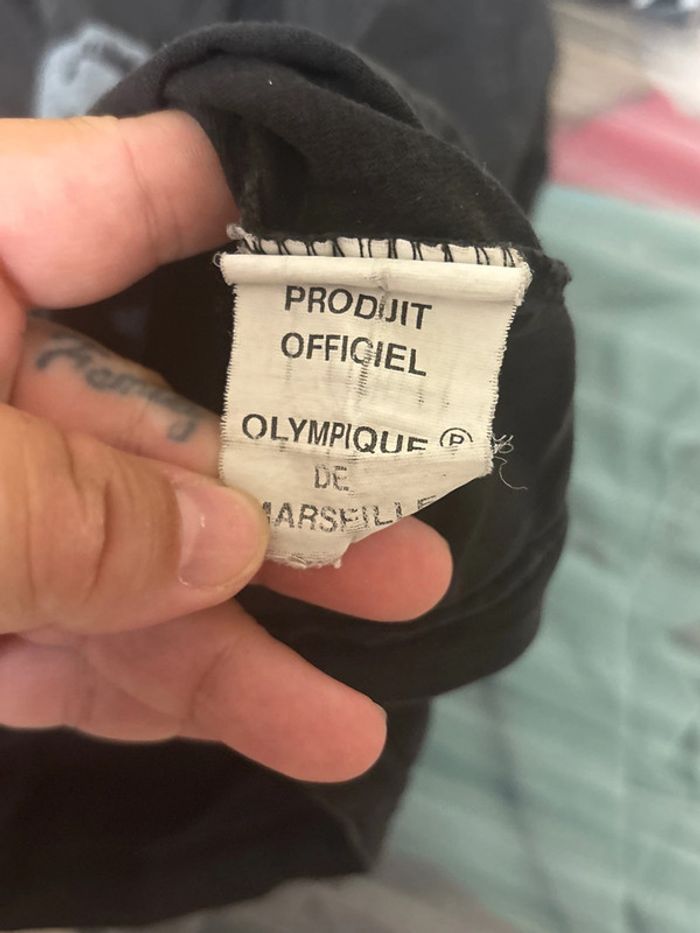 PRODUIT
OFFICIEL
OLYMPIQUE ®
DE
MARSEILLE